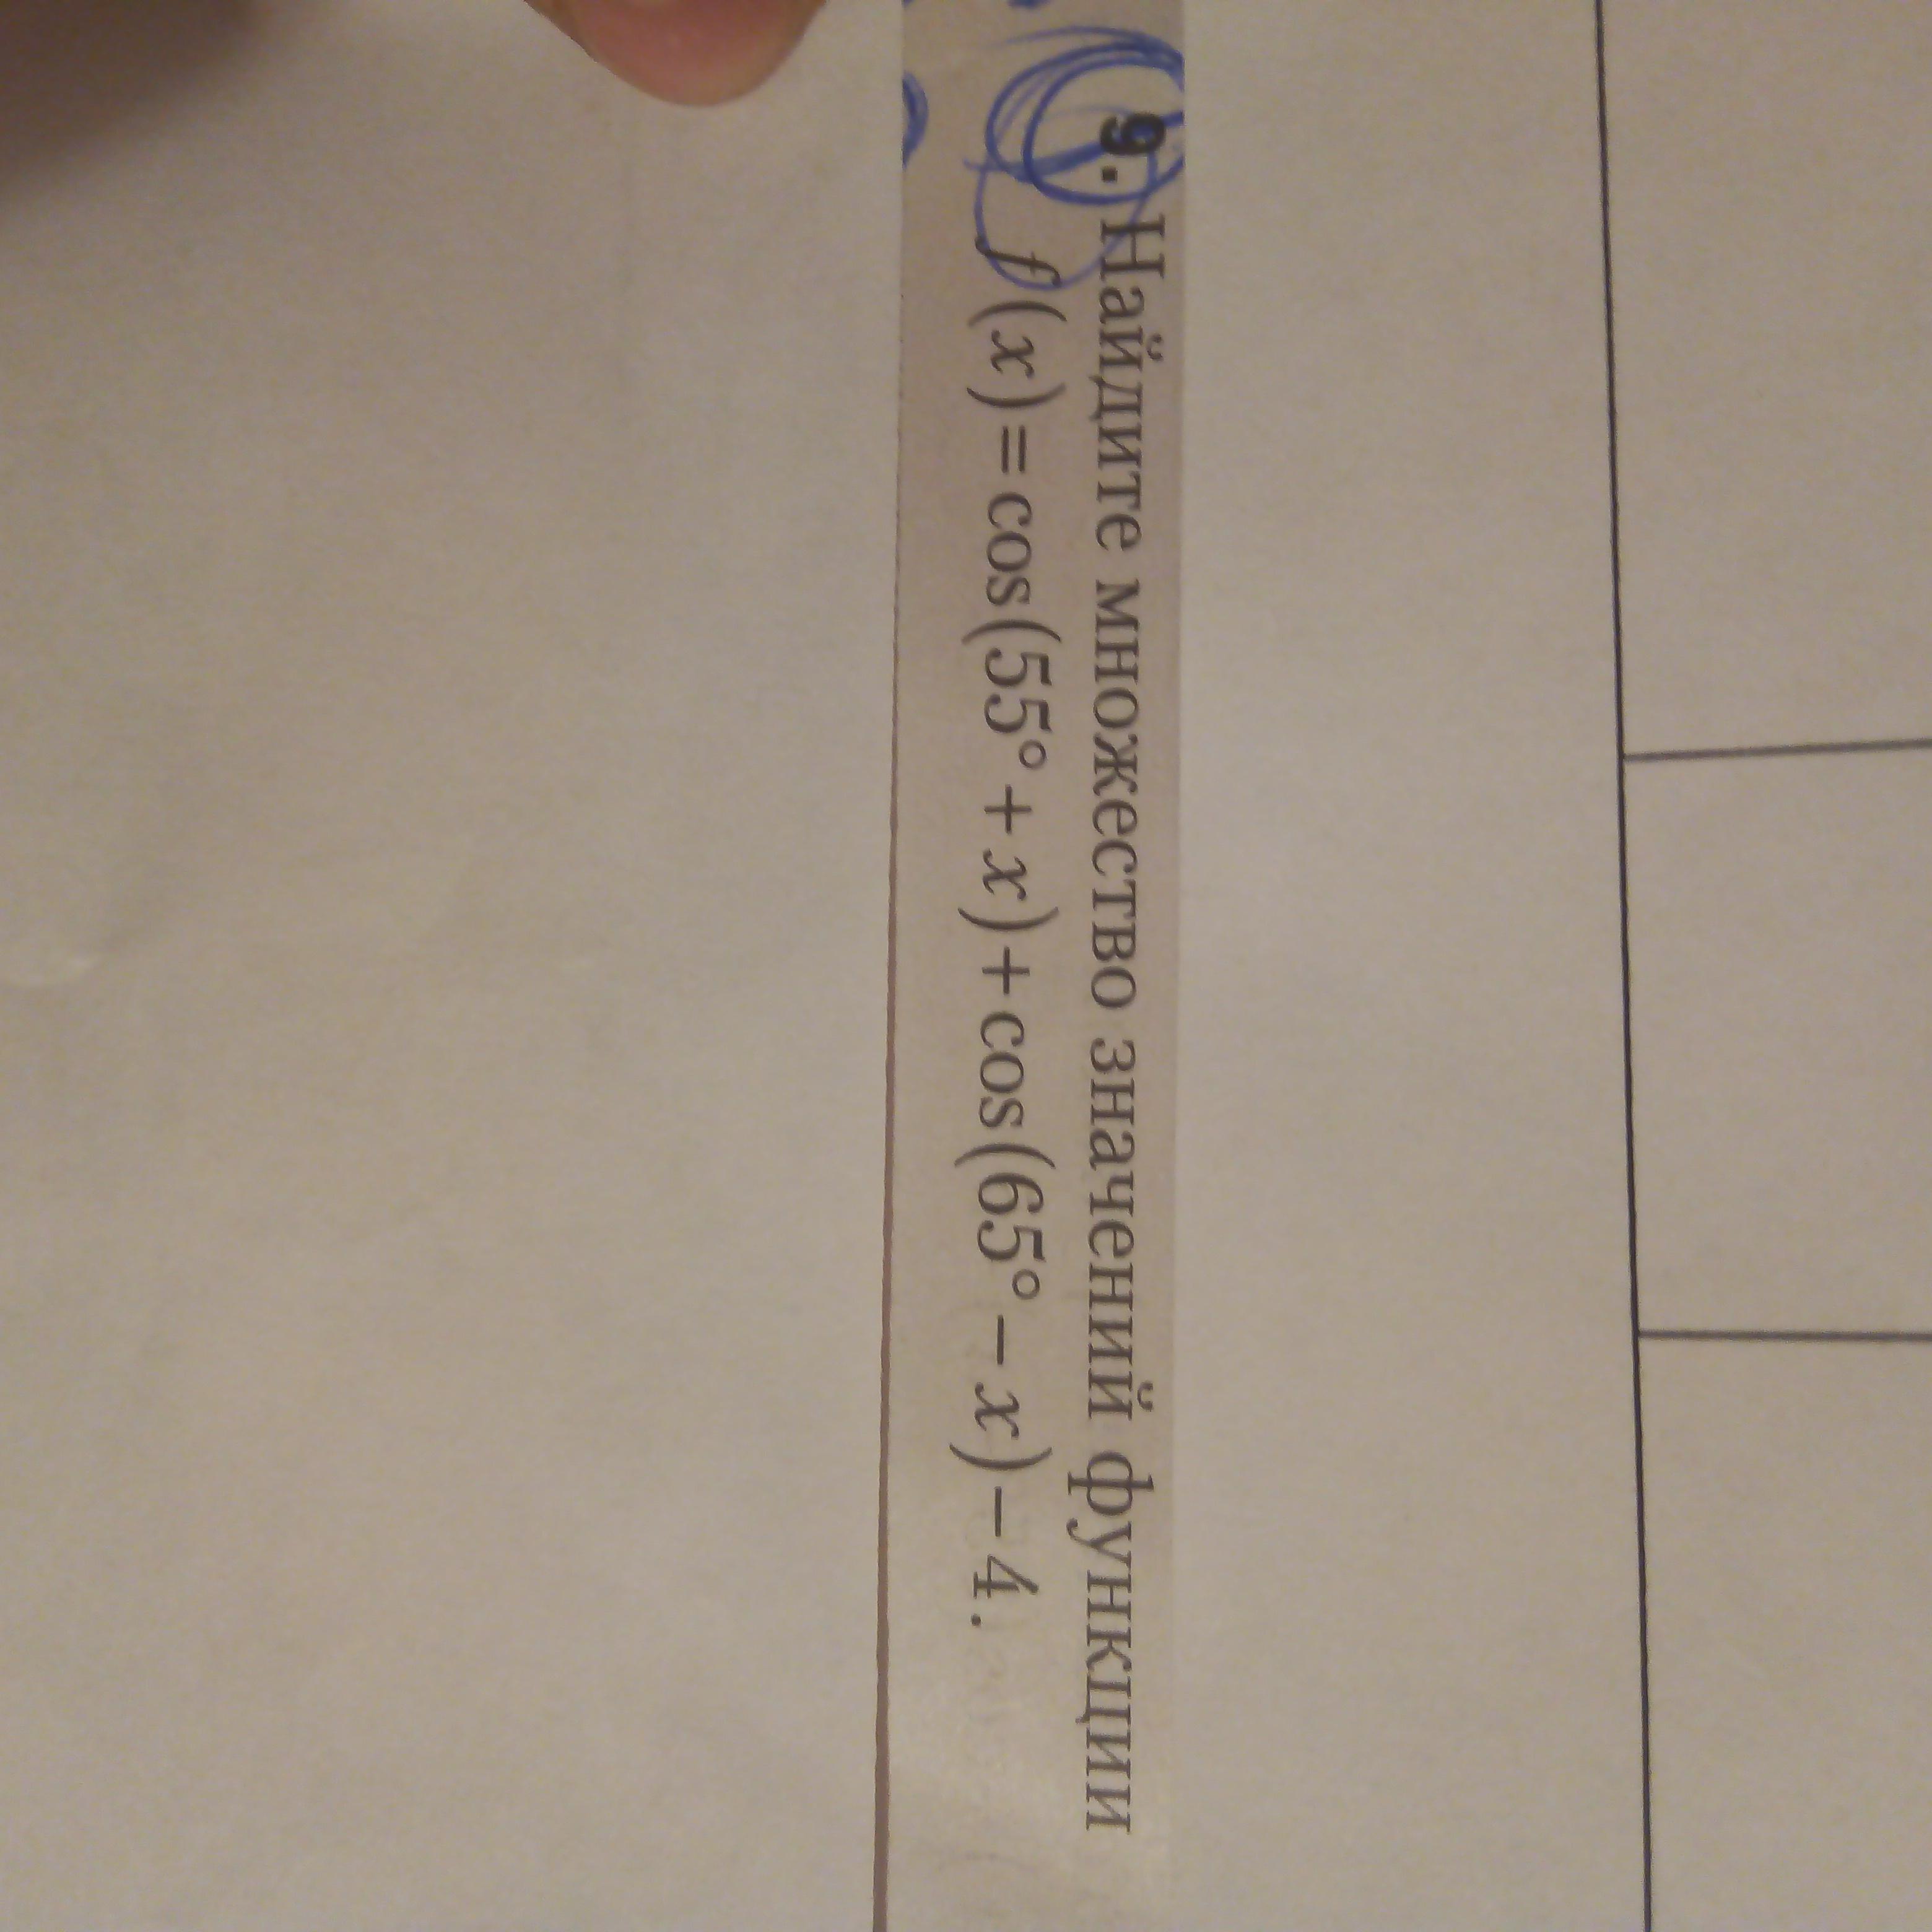 9. Найдите множество значений функции
f(x)=cos(55°+x)+cos(65°−x)−4.